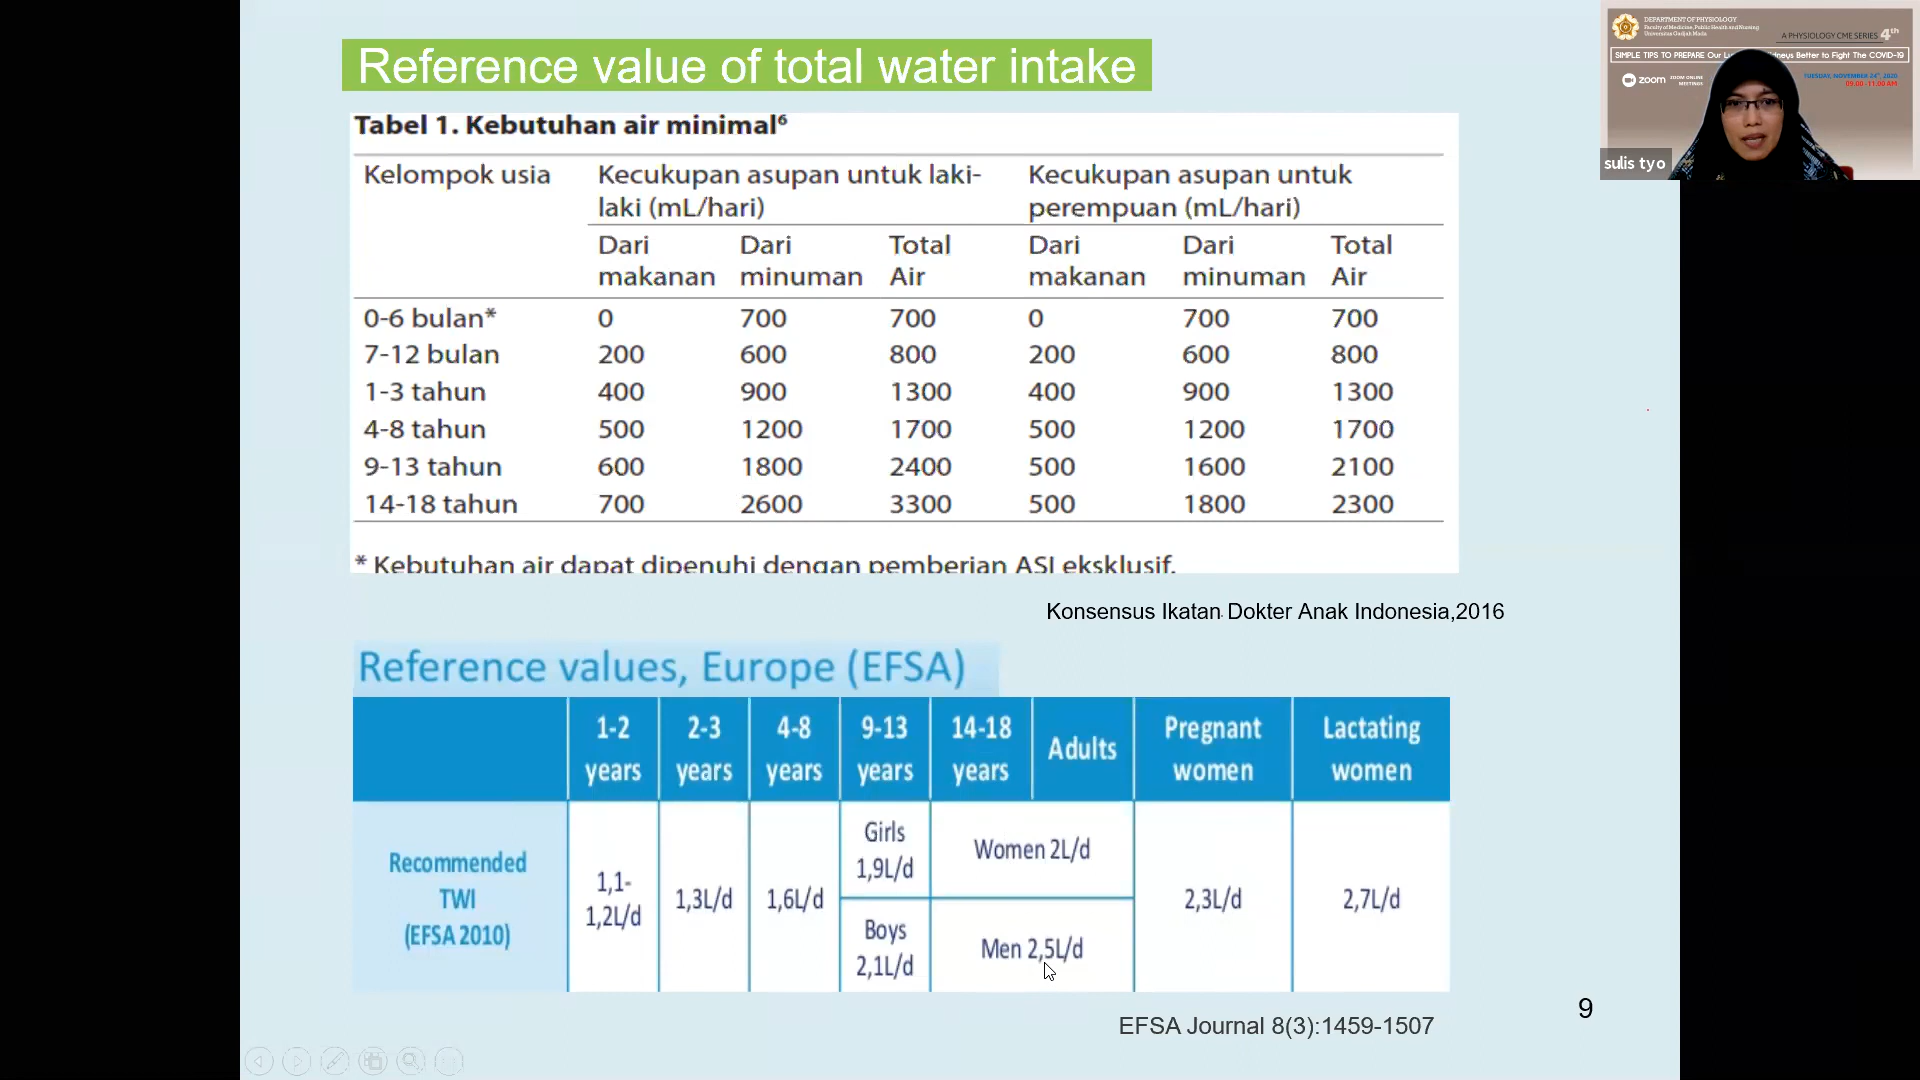 Reference value of total water intake
Tabel 1. Kebutuhan air minimal⁶
Kelompok usia Kecukupan asupan untuk laki- Kecukupan asupan untuk
laki (mL/hari) perempuan (mL/hari)
Dari Dari Total Dari Dari Total
makanan minuman Air makanan minuman Air
0-6 bulan* 0 700 700 0 700 700
7-12 bulan 200 600 800 200 600 800
1-3 tahun 400 900 1300 400 900 1300
4-8 tahun 500 1200 1700 500 1200 1700
9-13 tahun 600 1800 2400 500 1600 2100
14-18 tahun 700 2600 3300 500 1800 2300
* Kebutuhan air dapat dipenuhi dengan pemberian ASI eksklusif.
Konsensus Ikatan Dokter Anak Indonesia,2016
Reference values, Europe (EFSA)
1-2 2-3 4-8 9-13 14-18 Adults Pregnant Lactating
years years years years years women women
Recommended
TWI
(EFSA 2010)
1,1-
1,2L/d
1,3L/d
1,6L/d
Girls
1,9L/d
Boys
2,1L/d
Women 2L/d
Men 2,5L/d
2,3L/d
2,7L/d
EFSA Journal 8(3):1459-1507
9
DEPARTMENT OF PHYSIOLOGY
Faculty of Medicine, Public Health and Nursing
Universitas Gadjah Mada
A PHYSIOLOGY CME SERIES 4th
SIMPLE TIPS TO PREPARE Our Better to Fight The COVID-19
zoom ZOOM ONLINE
MEETINGS
TUESDAY, NOVEMBER 24th, 2020
09.00 -11.00 AM
sulis tyo